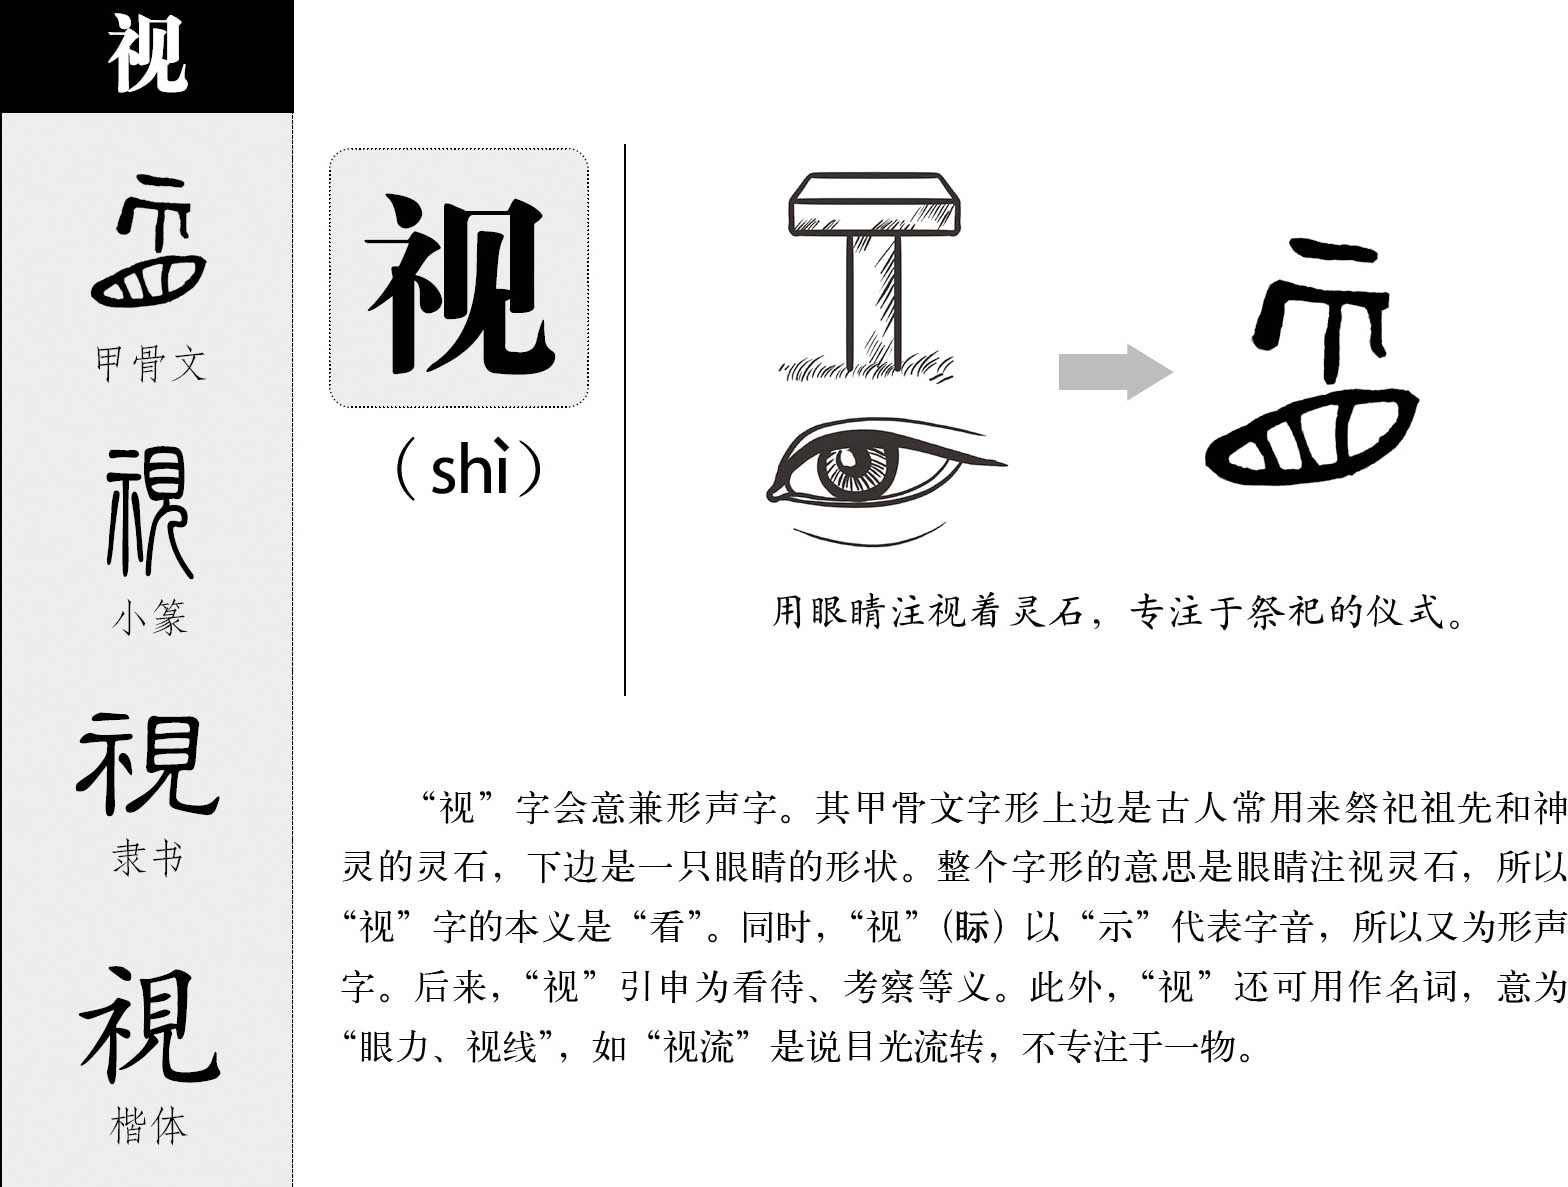 视
甲骨文
視
小篆
視
隶书
視
楷体
视
（shì）
用眼睛注视着灵石，专注于祭祀的仪式。
“视”字会意兼形声字。其甲骨文字形上边是古人常用来祭祀祖先和神
灵的灵石，下边是一只眼睛的形状。整个字形的意思是眼睛注视灵石，所以
“视”字的本义是“看”。同时，“视”（眎）以“示”代表字音，所以又为形声
字。后来，“视”引申为看待、考察等义。此外，“视”还可用作名词，意为
“眼力、视线”，如“视流”是说目光流转，不专注于一物。